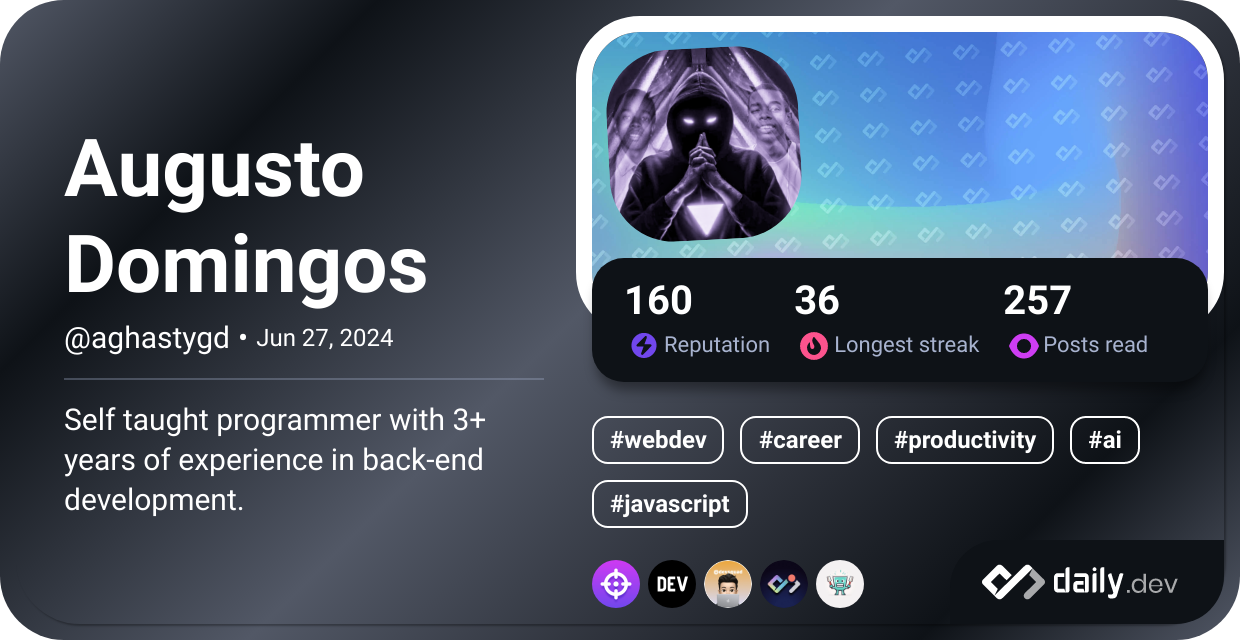 Augusto
Domingos
@aghastygd • Jun 27, 2024
Self taught programmer with 3+
years of experience in back-end
development.
160 36 257
Reputation Longest streak Posts read
#webdev #career #productivity #ai
#javascript
DEV
daily.dev